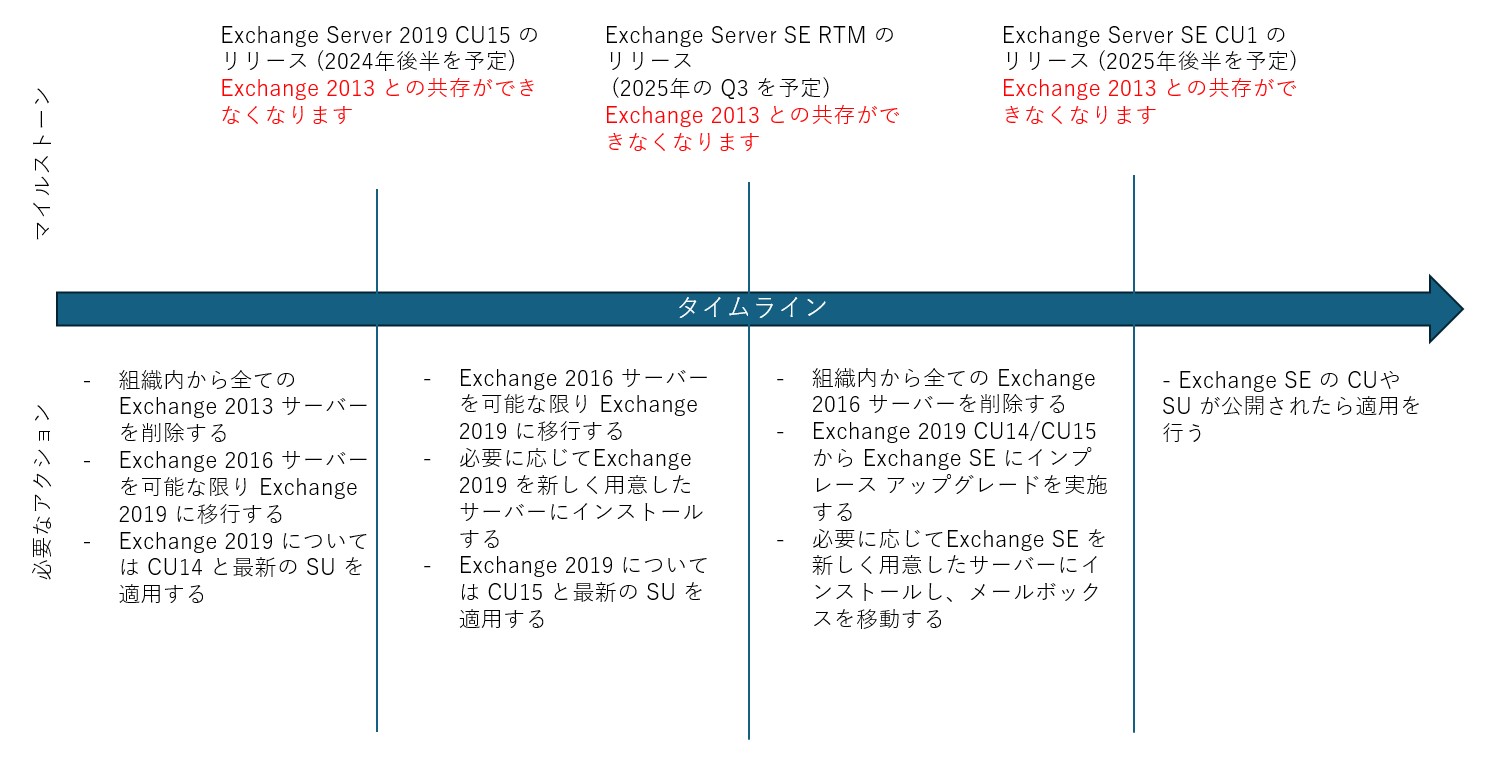 マイルストーン
Exchange Server 2019 CU15 の
リリース (2024年後半を予定)
Exchange 2013 との共存ができ
なくなります
Exchange Server SE RTM の
リリース
(2025年の Q3 を予定)
Exchange 2013 との共存がで
きなくなります
Exchange Server SE CU1 の
リリース (2025年後半を予定)
Exchange 2013 との共存がで
きなくなります
タイムライン
必要なアクション
- 組織内から全ての
Exchange 2013 サーバー
を削除する
- Exchange 2016 サーバー
を可能な限り Exchange
2019 に移行する
- Exchange 2019 について
は CU14 と最新の SU を
適用する
- Exchange 2016 サーバー
を可能な限り Exchange
2019 に移行する
- 必要に応じてExchange
2019 を新しく用意した
サーバーにインストール
する
- Exchange 2019 について
は CU15 と最新の SU を
適用する
- 組織内から全ての Exchange
2016 サーバーを削除する
- Exchange 2019 CU14/CU15
から Exchange SE にインプ
レース アップグレードを実施
する
- 必要に応じてExchange SE を
新しく用意したサーバーにイ
ンストールし、メールボック
スを移動する
- Exchange SE の CUや
SU が公開されたら適用を
行う